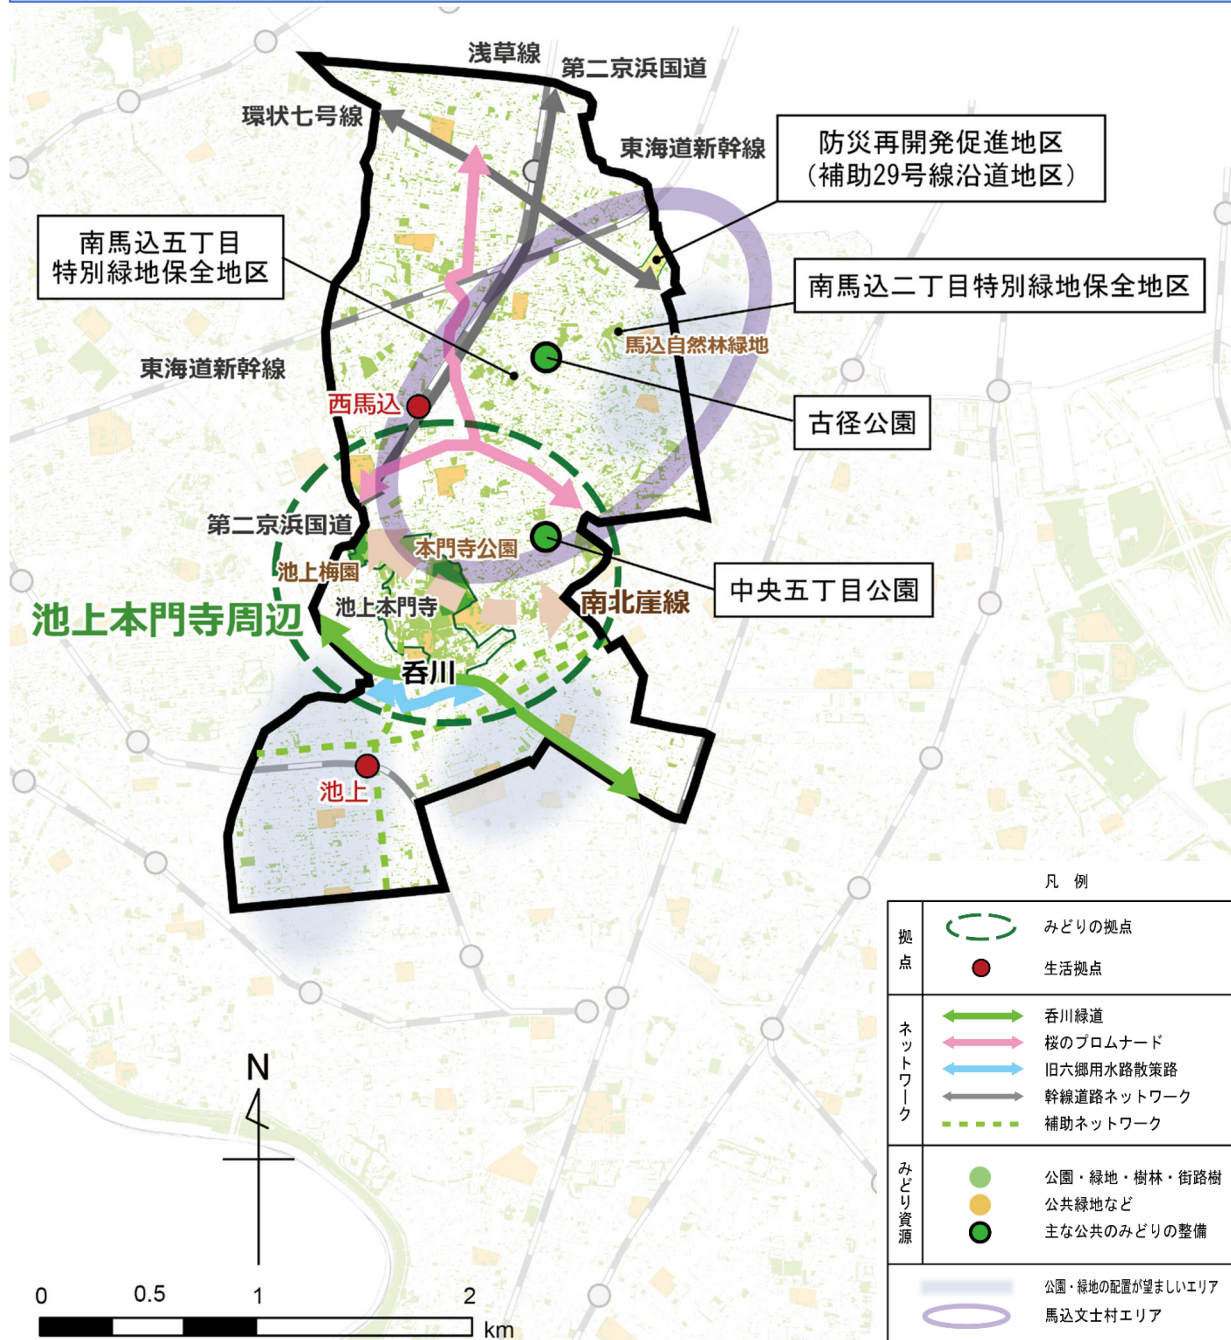 浅草線
第二京浜国道
環状七号線
東海道新幹線
防災再開発促進地区
（補助29号線沿道地区）
南馬込五丁目
特別緑地保全地区
南馬込二丁目特別緑地保全地区
馬込自然林緑地
東海道新幹線
西馬込
古径公園
第二京浜国道
本門寺公園
池上梅園
中央五丁目公園
池上本門寺
南北崖線
池上本門寺周辺
呑川
池上
凡 例
拠点
みどりの拠点
生活拠点
ネットワーク
呑川緑道
桜のプロムナード
旧六郷用水路散策路
幹線道路ネットワーク
補助ネットワーク
みどり資源
公園・緑地・樹林・街路樹
公共緑地など
主な公共のみどりの整備
公園・緑地の配置が望ましいエリア
馬込文士村エリア
N
0 0.5 1 2
km